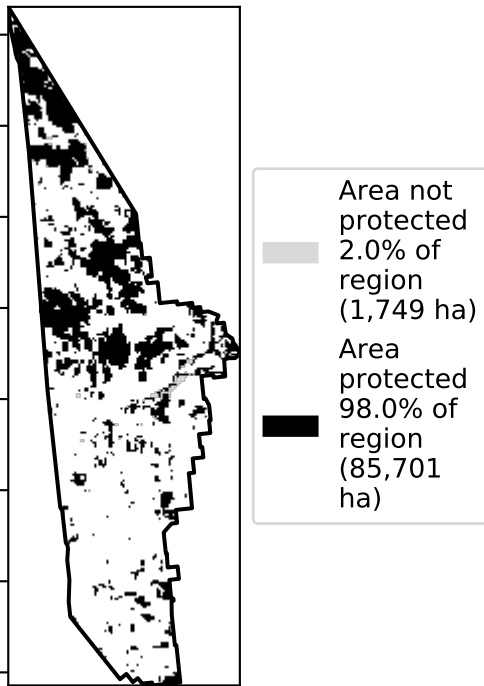 Area not
protected
2.0% of
region
(1,749 ha)
Area
protected
98.0% of
region
(85,701
ha)